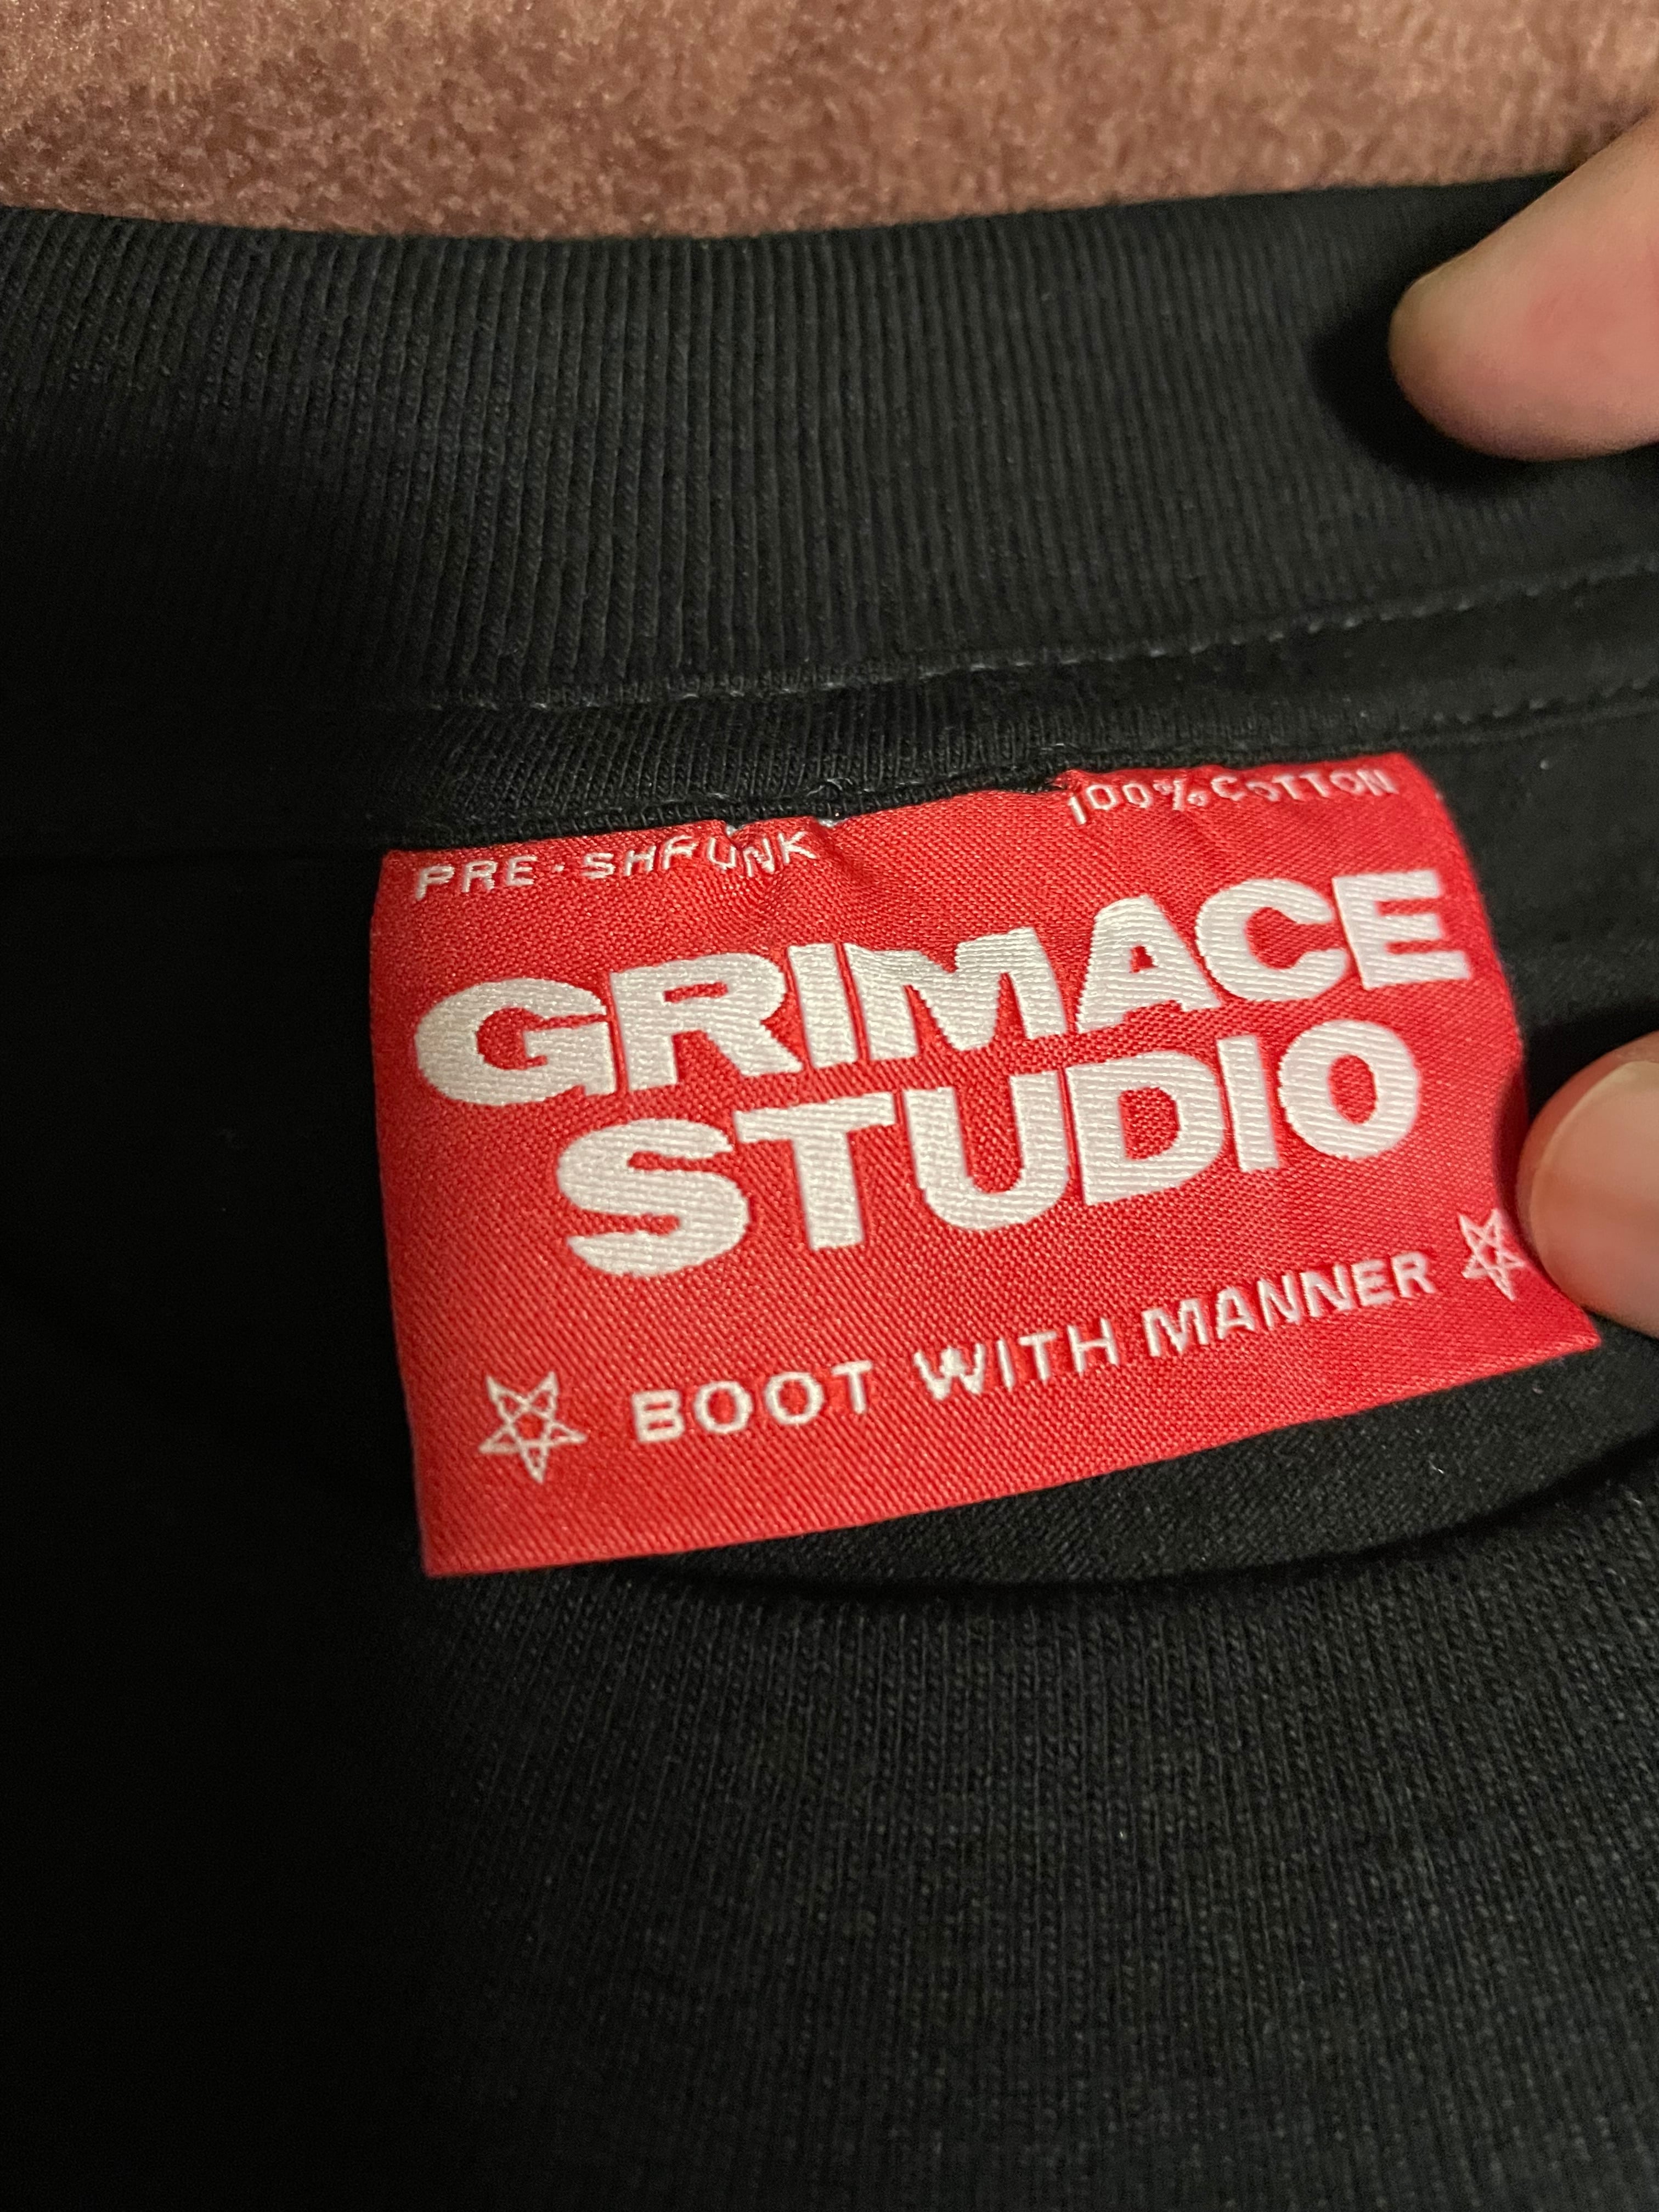 PRE-SHRUNK 100% COTTON
GRIMACE
STUDIO
BOOT WITH MANNER